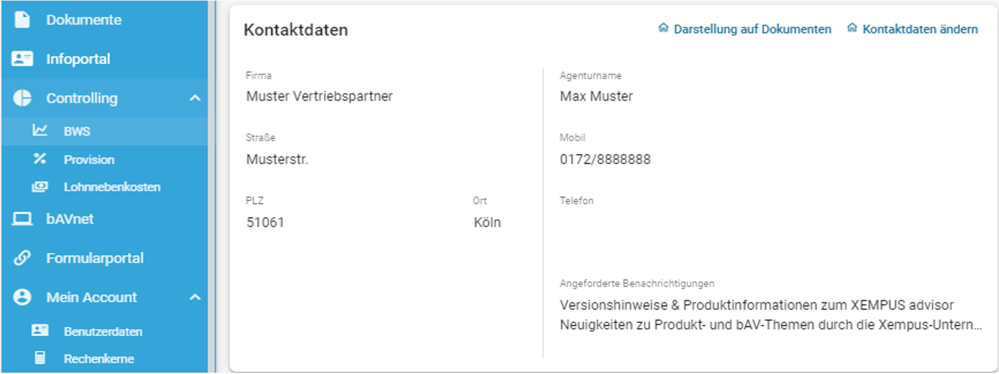 Dokumente
Infoportal
Controlling
BWS
Provision
Lohnnebenkosten
bAVnet
Formularportal
Mein Account
Benutzerdaten
Rechenkerne
Kontaktdaten
Darstellung auf Dokumenten
Kontaktdaten ändern
Firma
Muster Vertriebspartner
Straße
Musterstr.
PLZ
Ort
51061
Köln
Agenturname
Max Muster
Mobil
0172/8888888
Telefon
Angeforderte Benachrichtigungen
Versionshinweise & Produktinformationen zum XEMPUS advisor
Neuigkeiten zu Produkt- und bAV-Themen durch die Xempus-Untern...